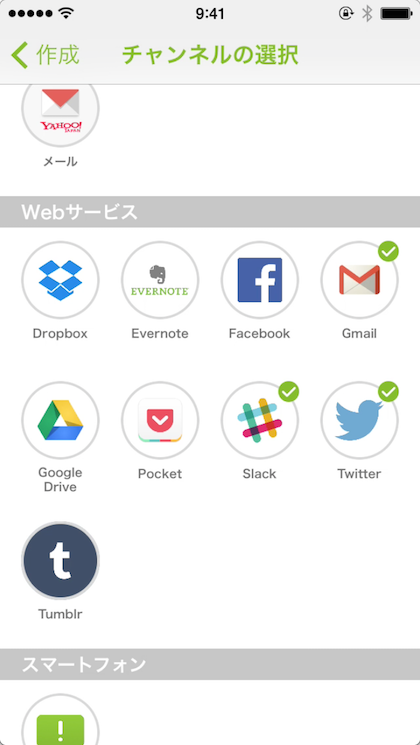 9:41
作成
チャンネルの選択
YAHOO!
JAPAN
メール
Webサービス
EVERNOTE
Dropbox
Evernote
Facebook
Gmail
Google
Drive
Pocket
Slack
Twitter
Tumblr
スマートフォン